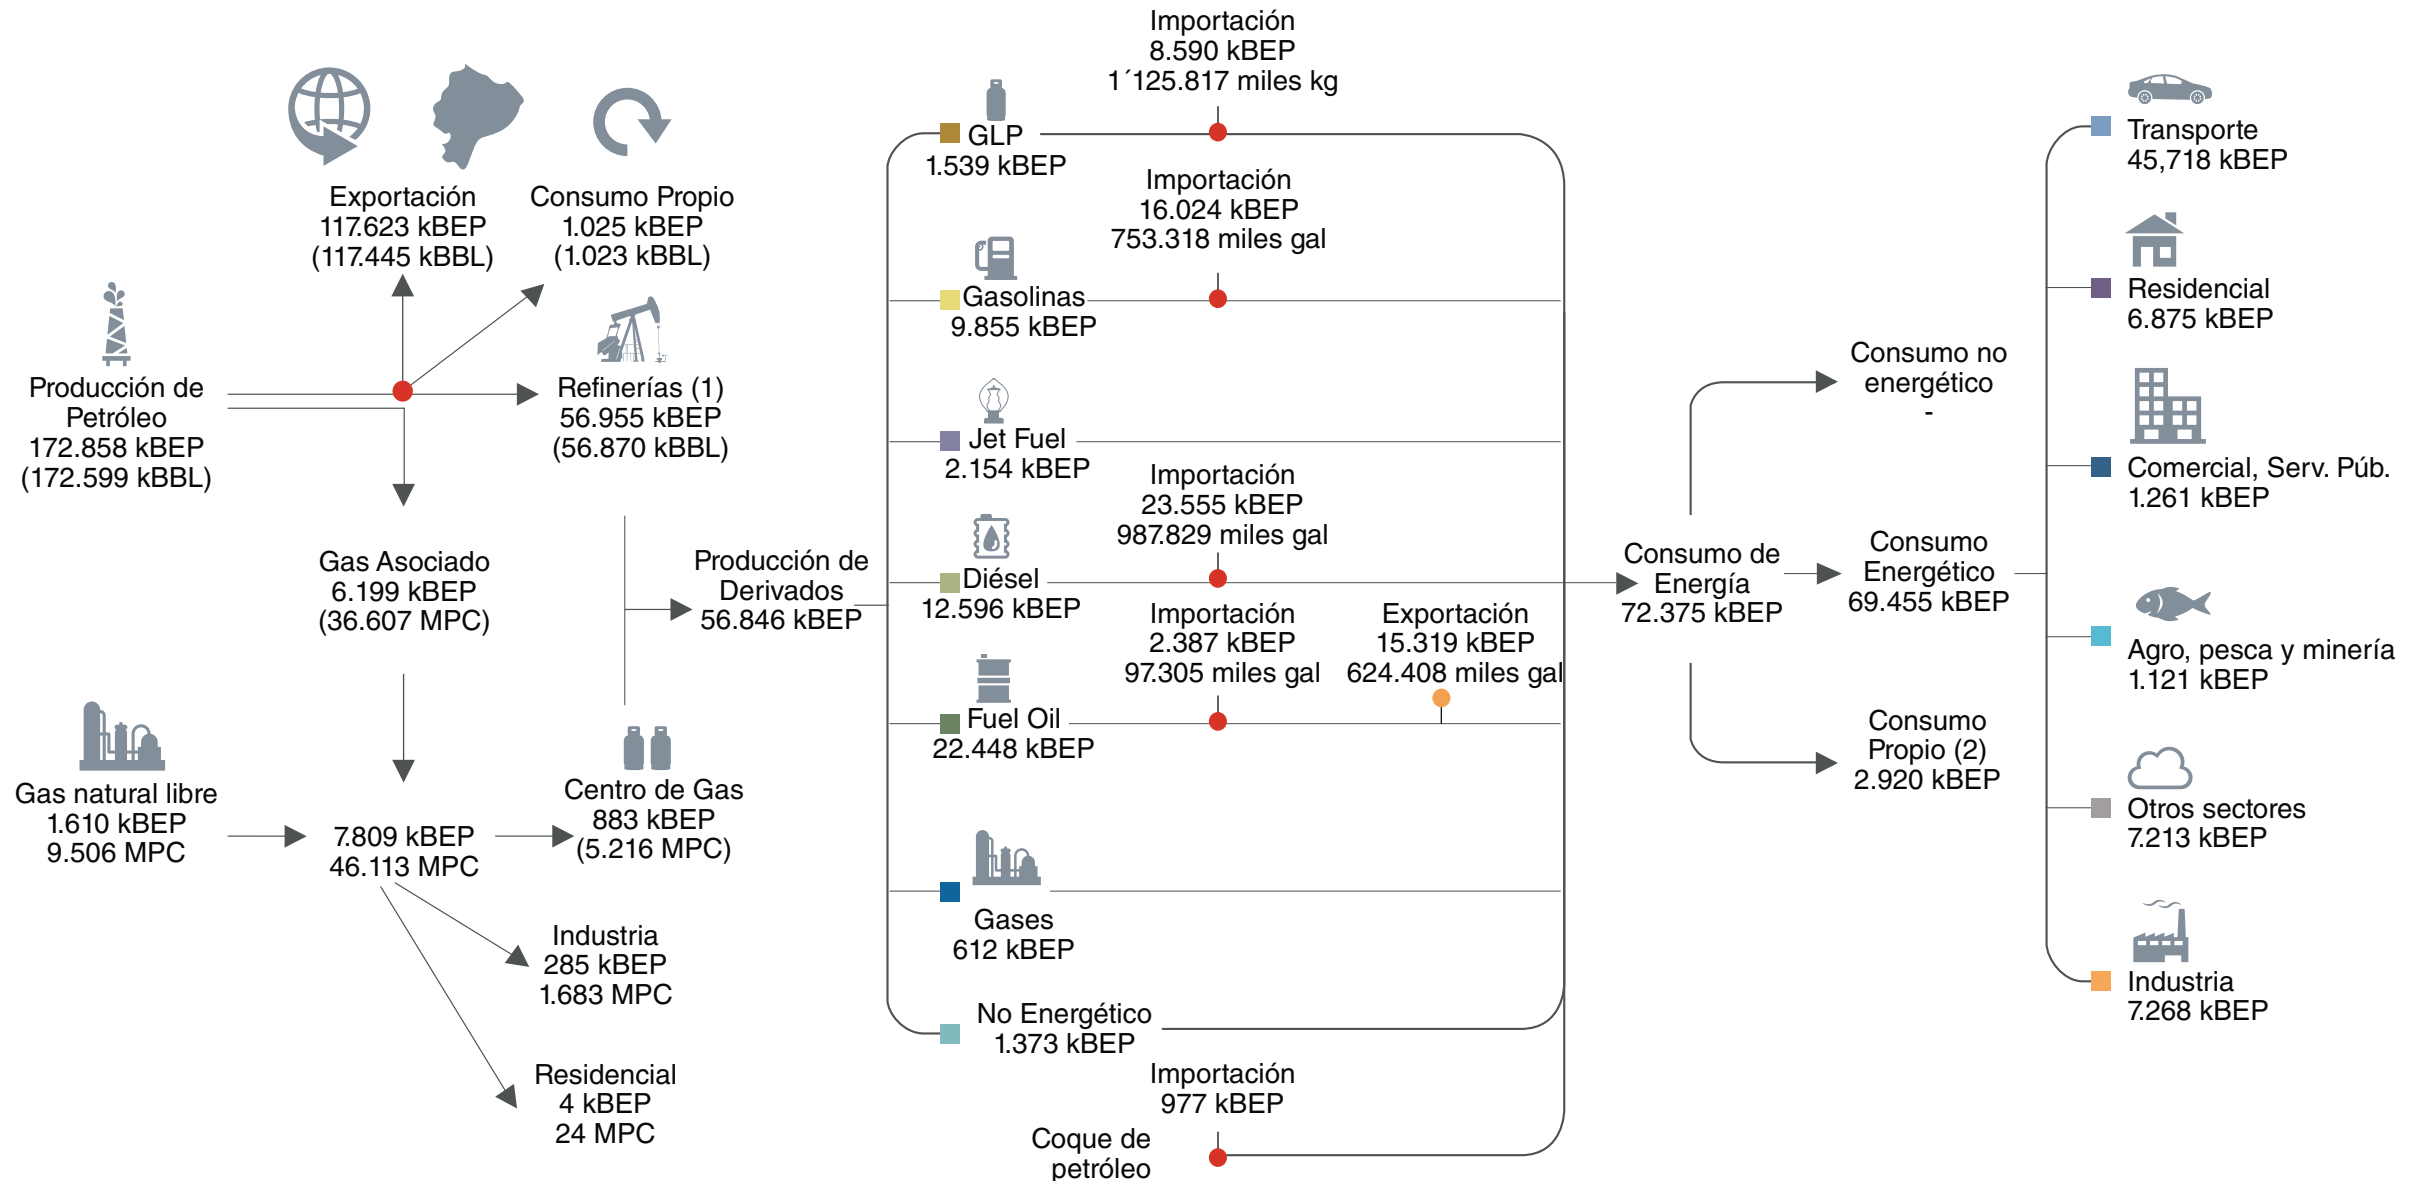 Exportación
117.623 kBEP
(117.445 kBBL)
Consumo Propio
1.025 kBEP
(1.023 kBBL)
Producción de
Petróleo
172.858 kBEP
(172.599 kBBL)
Refinerías (1)
56.955 kBEP
(56.870 kBBL)
Gas Asociado
6.199 kBEP
(36.607 MPC)
Gas natural libre
1.610 kBEP
9.506 MPC
7.809 kBEP
46.113 MPC
Centro de Gas
883 kBEP
(5.216 MPC)
Industria
285 kBEP
1.683 MPC
Residencial
4 kBEP
24 MPC
Producción de
Derivados
56.846 kBEP
GLP
1.539 kBEP
Importación
8.590 kBEP
1´125.817 miles kg
Gasolinas
9.855 kBEP
Importación
16.024 kBEP
753.318 miles gal
Jet Fuel
2.154 kBEP
Diésel
12.596 kBEP
Importación
23.555 kBEP
987.829 miles gal
Fuel Oil
22.448 kBEP
Importación
2.387 kBEP
97.305 miles gal
Exportación
15.319 kBEP
624.408 miles gal
Gases
612 kBEP
No Energético
1.373 kBEP
Importación
977 kBEP
Coque de
petróleo
Consumo de
Energía
72.375 kBEP
Consumo no
energético
-
Consumo
Energético
69.455 kBEP
Consumo
Propio (2)
2.920 kBEP
Transporte
45,718 kBEP
Residencial
6.875 kBEP
Comercial, Serv. Púb.
1.261 kBEP
Agro, pesca y minería
1.121 kBEP
Otros sectores
7.213 kBEP
Industria
7.268 kBEP